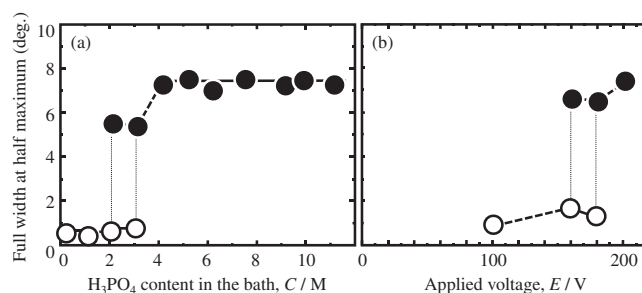 Full width at half maximum (deg.)
(a)
(b)
10
8
6
4
2
0
0 2 4 6 8 10
0 100 200
H₃PO₄ content in the bath, C / M
Applied voltage, E / V